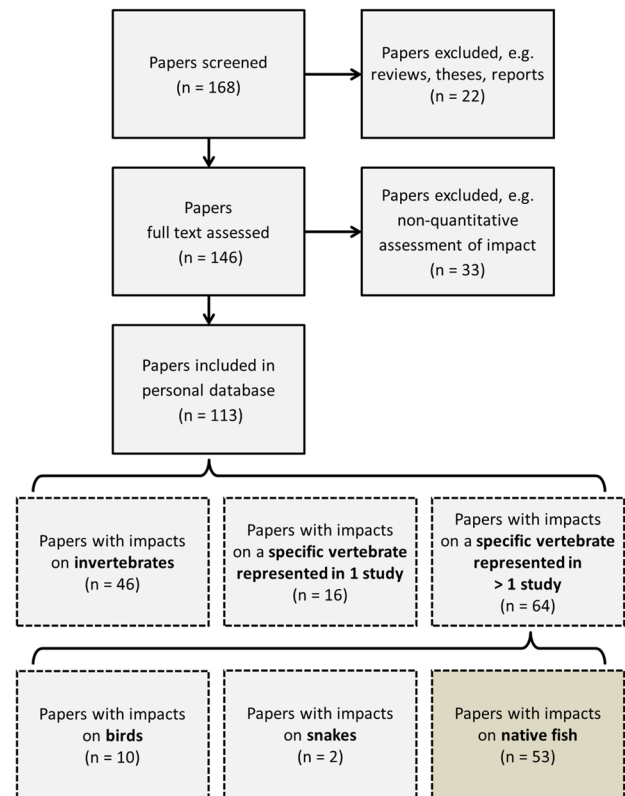 Papers screened
(n = 168)
Papers excluded, e.g.
reviews, theses, reports
(n = 22)
Papers
full text assessed
(n = 146)
Papers excluded, e.g.
non-quantitative
assessment of impact
(n = 33)
Papers included in
personal database
(n = 113)
Papers with impacts
on invertebrates
(n = 46)
Papers with impacts
on a specific vertebrate
represented in 1 study
(n = 16)
Papers with impacts
on a specific vertebrate
represented in
> 1 study
(n = 64)
Papers with impacts
on birds
(n = 10)
Papers with impacts
on snakes
(n = 2)
Papers with impacts
on native fish
(n = 53)